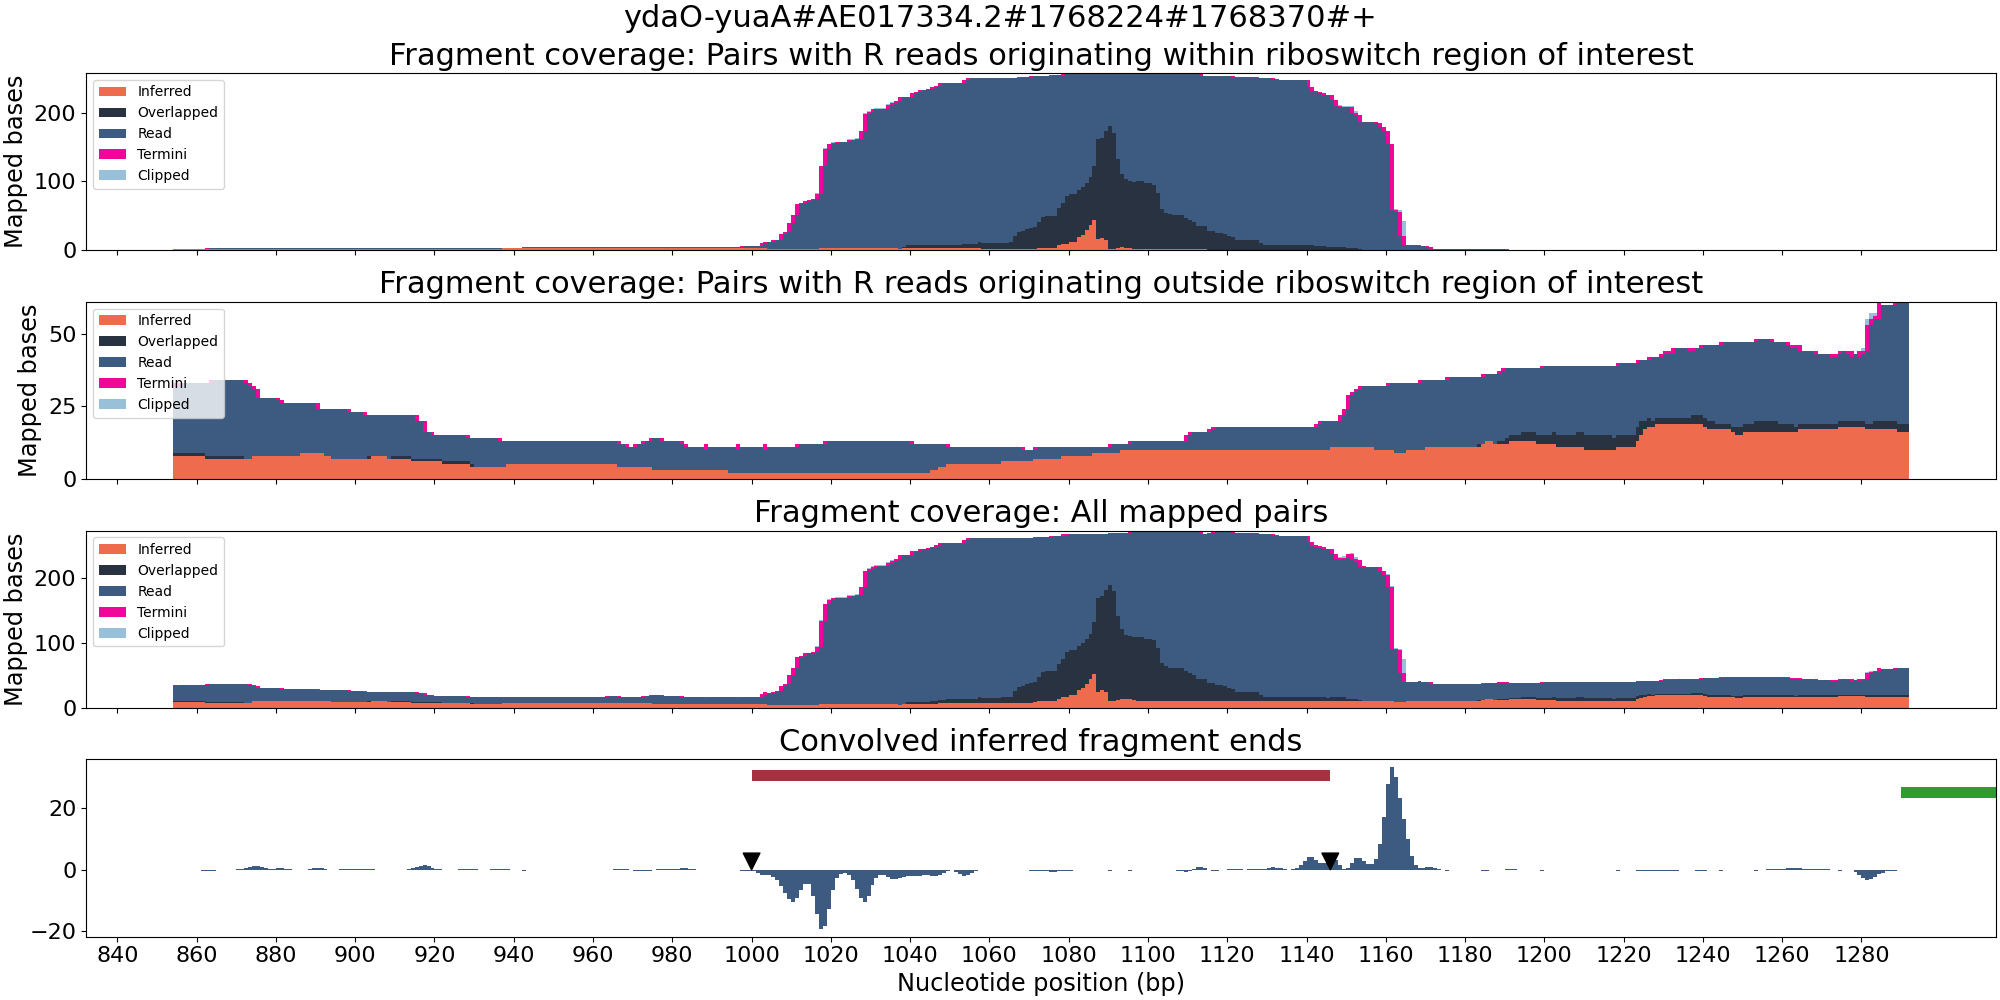 ydaO-yuaA#AE017334.2#1768224#1768370#+
Fragment coverage: Pairs with R reads originating within riboswitch region of interest
Mapped bases
200
100
0
Inferred
Overlapped
Read
Termini
Clipped
Fragment coverage: Pairs with R reads originating outside riboswitch region of interest
Mapped bases
50
25
0
Inferred
Overlapped
Read
Termini
Clipped
Fragment coverage: All mapped pairs
Mapped bases
200
100
0
Inferred
Overlapped
Read
Termini
Clipped
Convolved inferred fragment ends
20
0
−20
840 860 880 900 920 940 960 980 1000 1020 1040 1060 1080 1100 1120 1140 1160 1180 1200 1220 1240 1260 1280
Nucleotide position (bp)